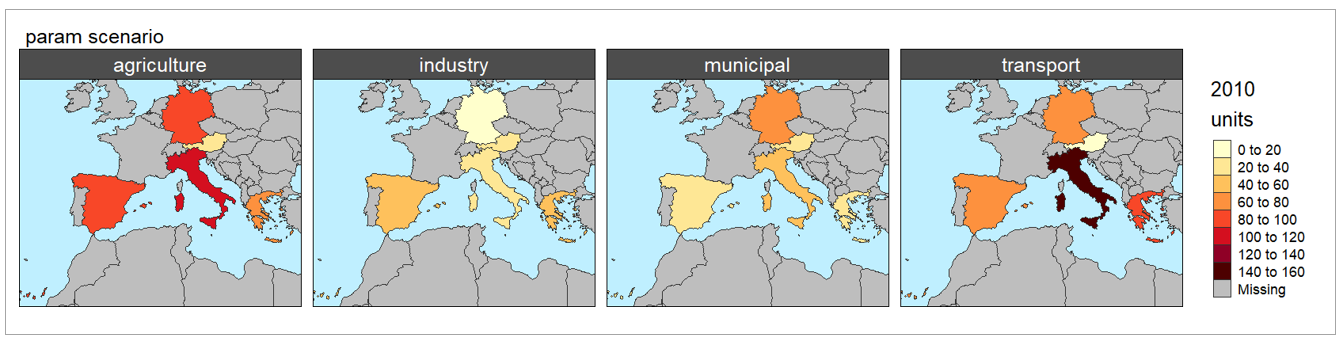 param scenario
agriculture
industry
municipal
transport
2010
units
0 to 20
20 to 40
40 to 60
60 to 80
80 to 100
100 to 120
120 to 140
140 to 160
Missing